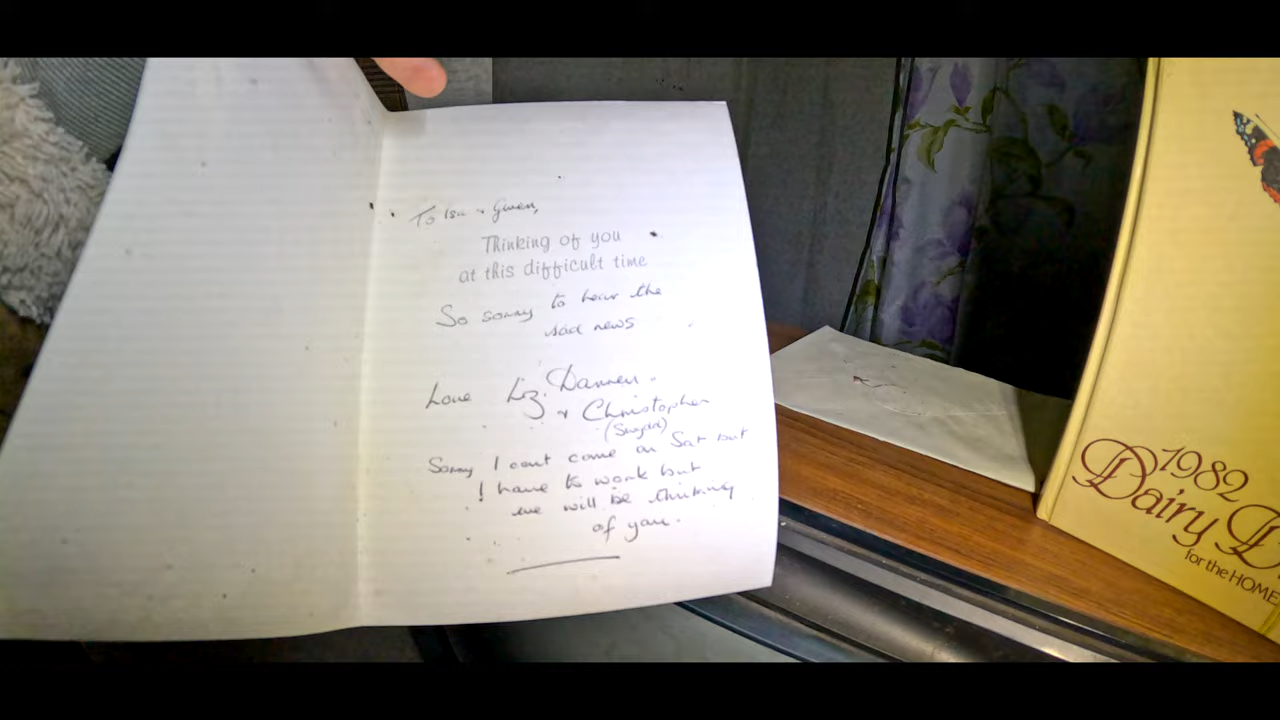 To Isa + Gwen,
Thinking of you
at this difficult time
So sorry to hear the
sad news
Love Liz. Darren.
+ Christopher
Sorry I cant come on Sat but
I have to work but
we will be thinking
of you.
1982
Dairy D
for the HOME